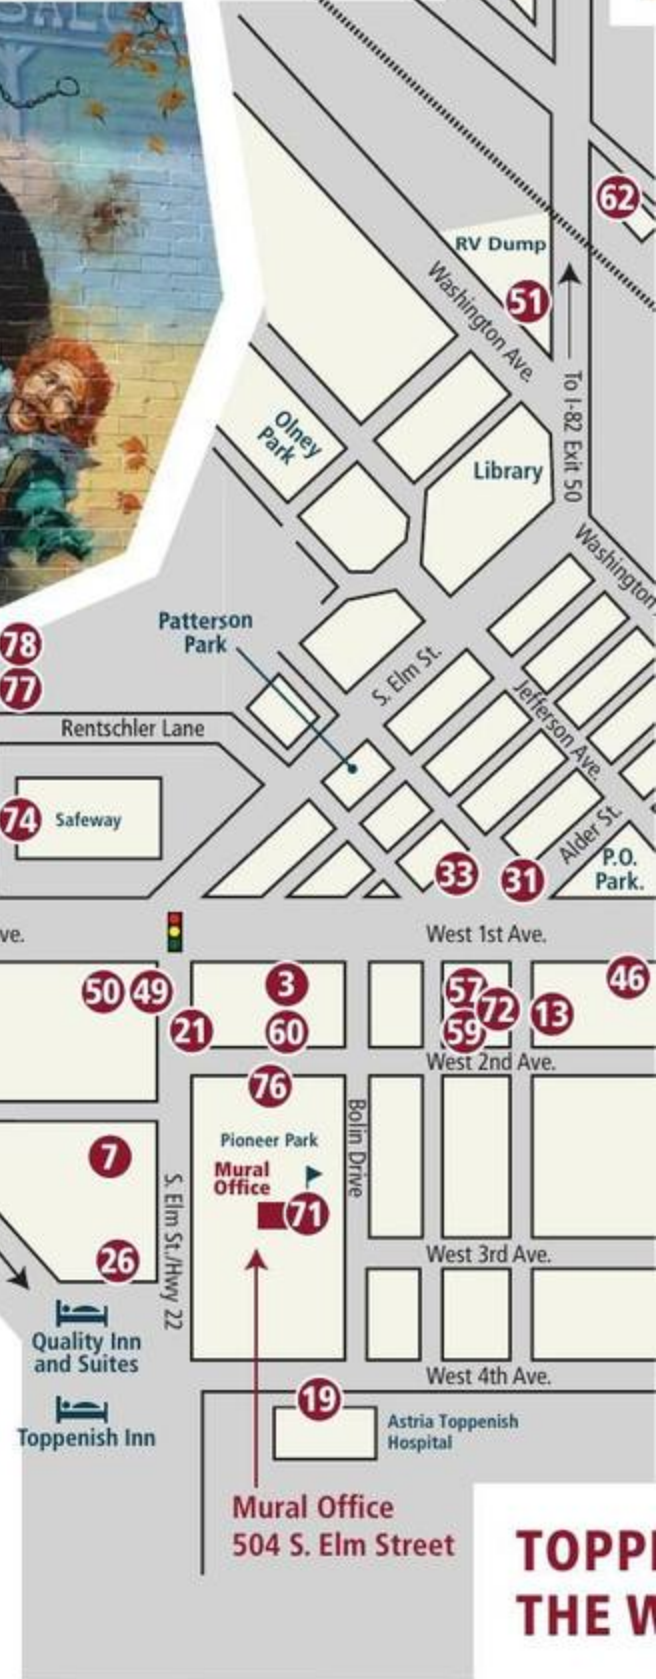 SALOON
62
RV Dump
51
Washington Ave.
To I-82 Exit 50
Olney
Park
Library
Washington
78
77
Patterson
Park
S. Elm St.
Jefferson Ave.
Rentschler Lane
74
Safeway
Alder St.
P.O.
Park.
33
31
ve.
West 1st Ave.
50
49
3
57
72
46
21
60
59
13
West 2nd Ave.
76
Bolin Drive
Pioneer Park
7
Mural
Office
71
S. Elm St./Hwy 22
26
West 3rd Ave.
Quality Inn
and Suites
West 4th Ave.
19
Toppenish Inn
Astria Toppenish
Hospital
Mural Office
504 S. Elm Street
TOPP
THE W